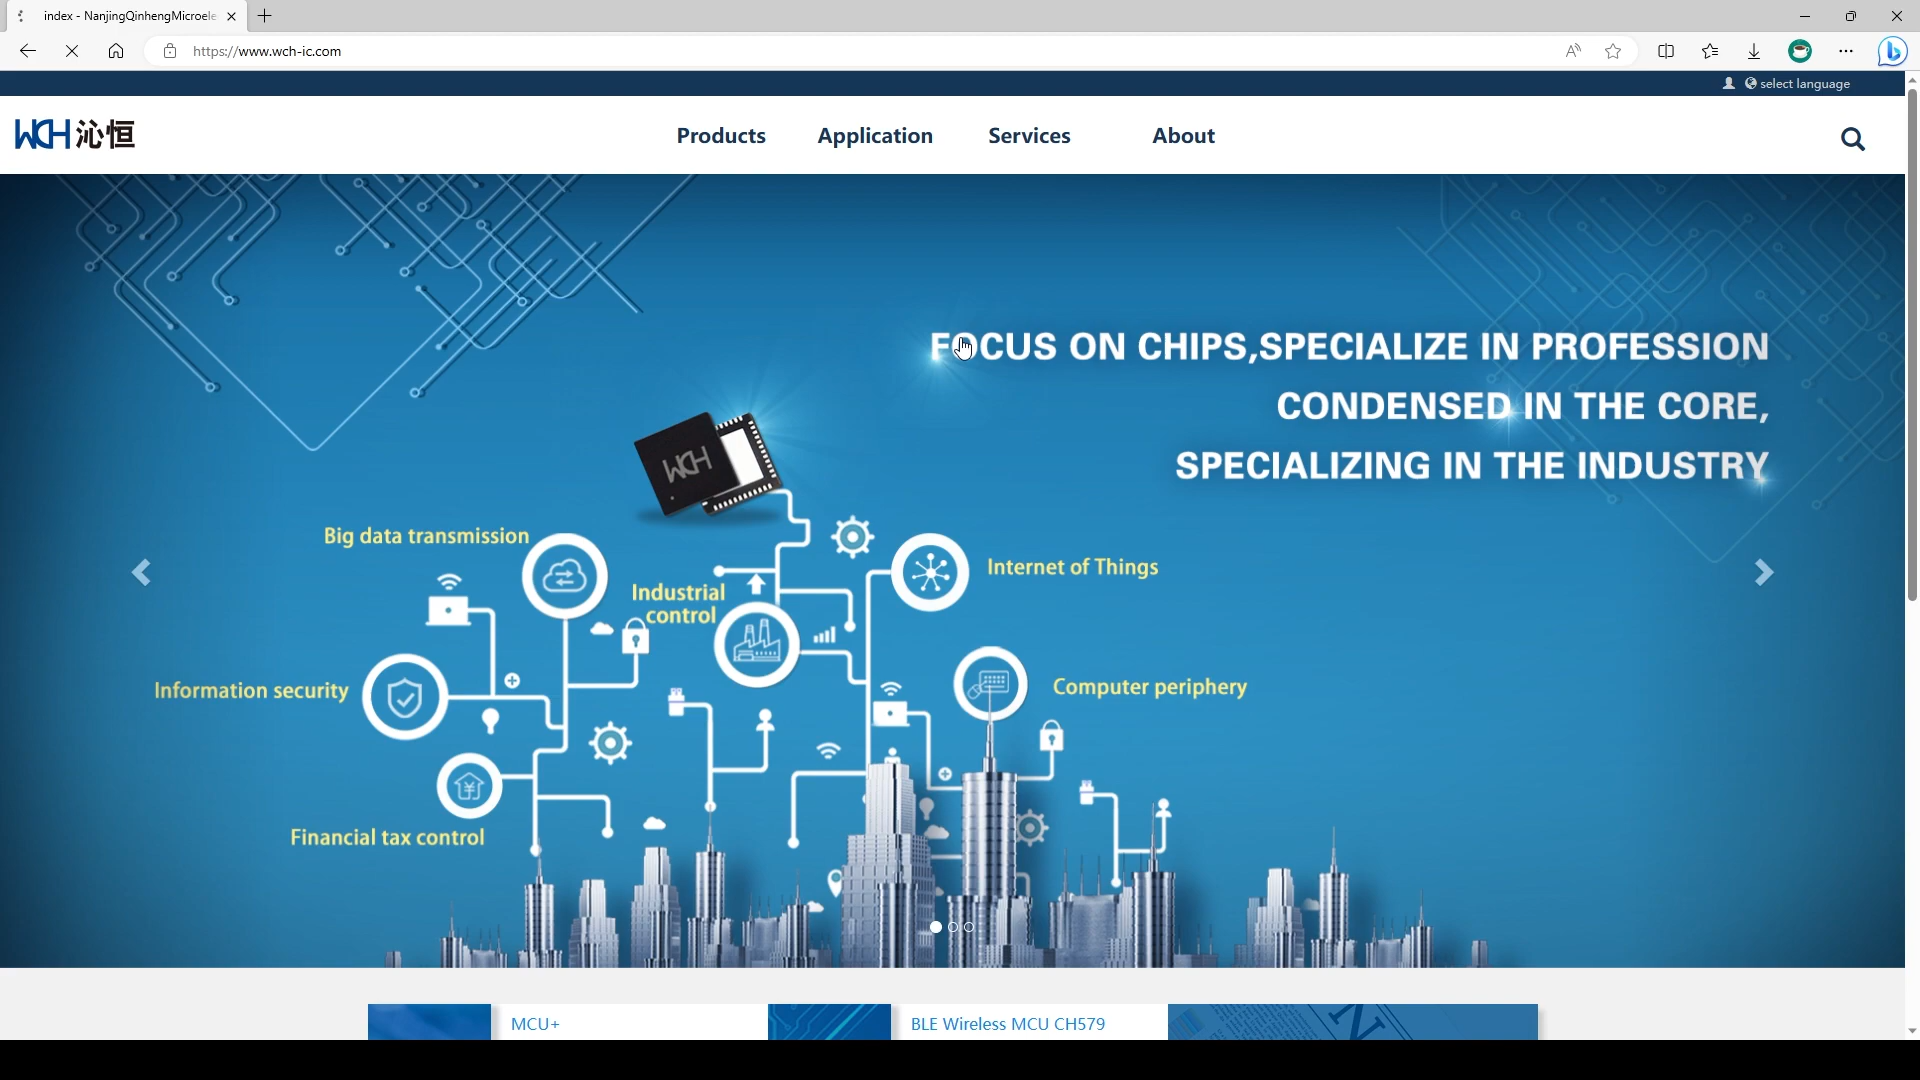 index - NanjingQinhengMicroele
https://www.wch-ic.com
select language
WCH 沁恒
Products
Application
Services
About
FOCUS ON CHIPS,SPECIALIZE IN PROFESSION
CONDENSED IN THE CORE,
SPECIALIZING IN THE INDUSTRY
WCH
Big data transmission
Industrial
control
Internet of Things
Information security
Computer periphery
Financial tax control
MCU+
BLE Wireless MCU CH579
N